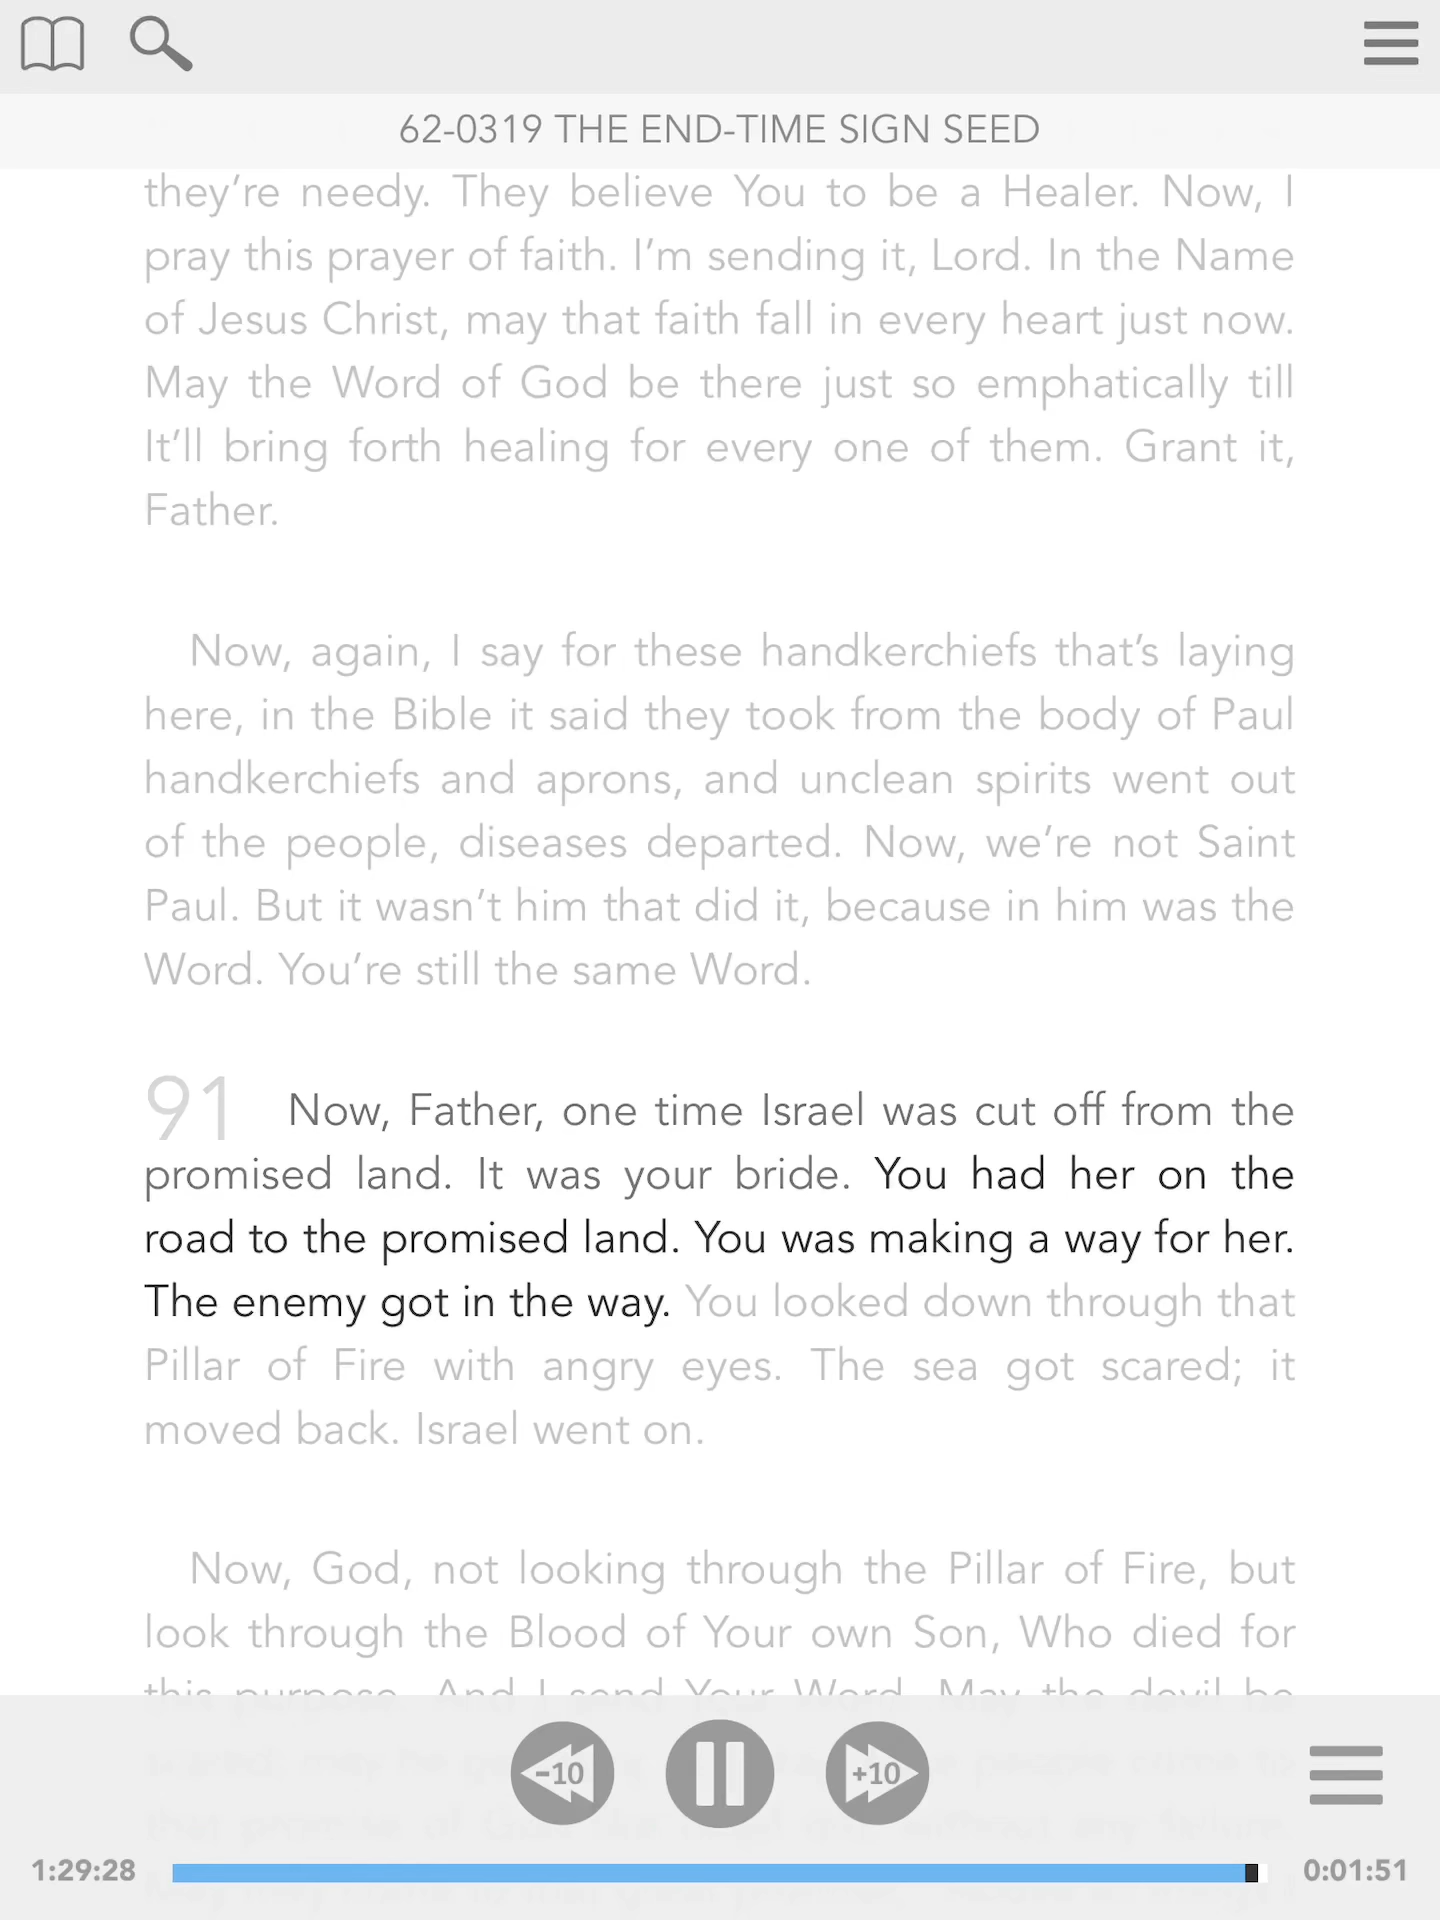 62-0319 THE END-TIME SIGN SEED
they’re needy. They believe You to be a Healer. Now, I
pray this prayer of faith. I’m sending it, Lord. In the Name
of Jesus Christ, may that faith fall in every heart just now.
May the Word of God be there just so emphatically till
It’ll bring forth healing for every one of them. Grant it,
Father.
Now, again, I say for these handkerchiefs that’s laying
here, in the Bible it said they took from the body of Paul
handkerchiefs and aprons, and unclean spirits went out
of the people, diseases departed. Now, we’re not Saint
Paul. But it wasn’t him that did it, because in him was the
Word. You’re still the same Word.
91 Now, Father, one time Israel was cut off from the
promised land. It was your bride. You had her on the
road to the promised land. You was making a way for her.
The enemy got in the way. You looked down through that
Pillar of Fire with angry eyes. The sea got scared; it
moved back. Israel went on.
Now, God, not looking through the Pillar of Fire, but
look through the Blood of Your own Son, Who died for
this purpose. And I send Your Word. May the devil be
-10 +10
1:29:28 0:01:51